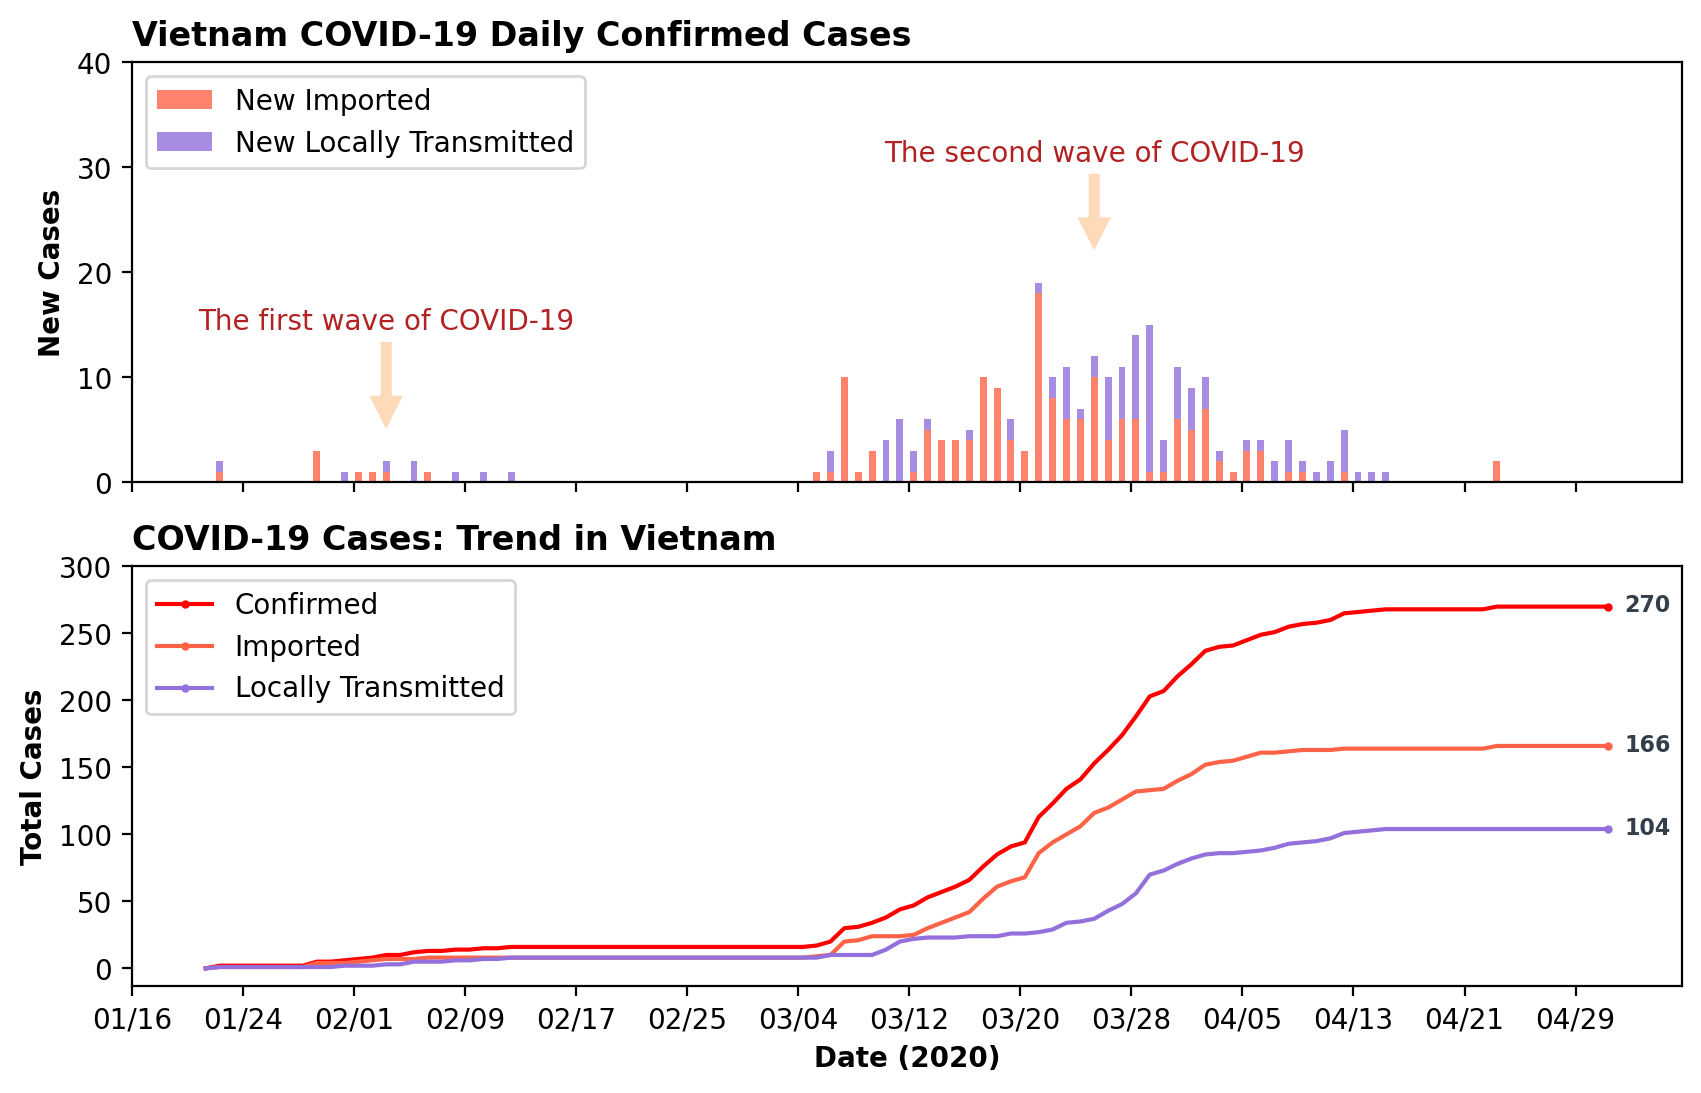 Vietnam COVID-19 Daily Confirmed Cases
40
30
20
10
0
New Cases
New Imported
New Locally Transmitted
The first wave of COVID-19
The second wave of COVID-19
COVID-19 Cases: Trend in Vietnam
300
250
200
150
100
50
0
Total Cases
Confirmed
Imported
Locally Transmitted
270
166
104
01/16 01/24 02/01 02/09 02/17 02/25 03/04 03/12 03/20 03/28 04/05 04/13 04/21 04/29
Date (2020)